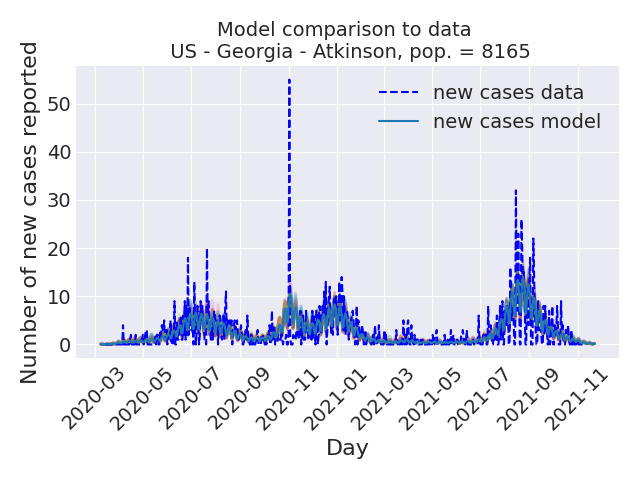 Model comparison to data
US - Georgia - Atkinson, pop. = 8165
Number of new cases reported
50
40
30
20
10
0
new cases data
new cases model
2020-03
2020-05
2020-07
2020-09
2020-11
2021-01
2021-03
2021-05
2021-07
2021-09
2021-11
Day